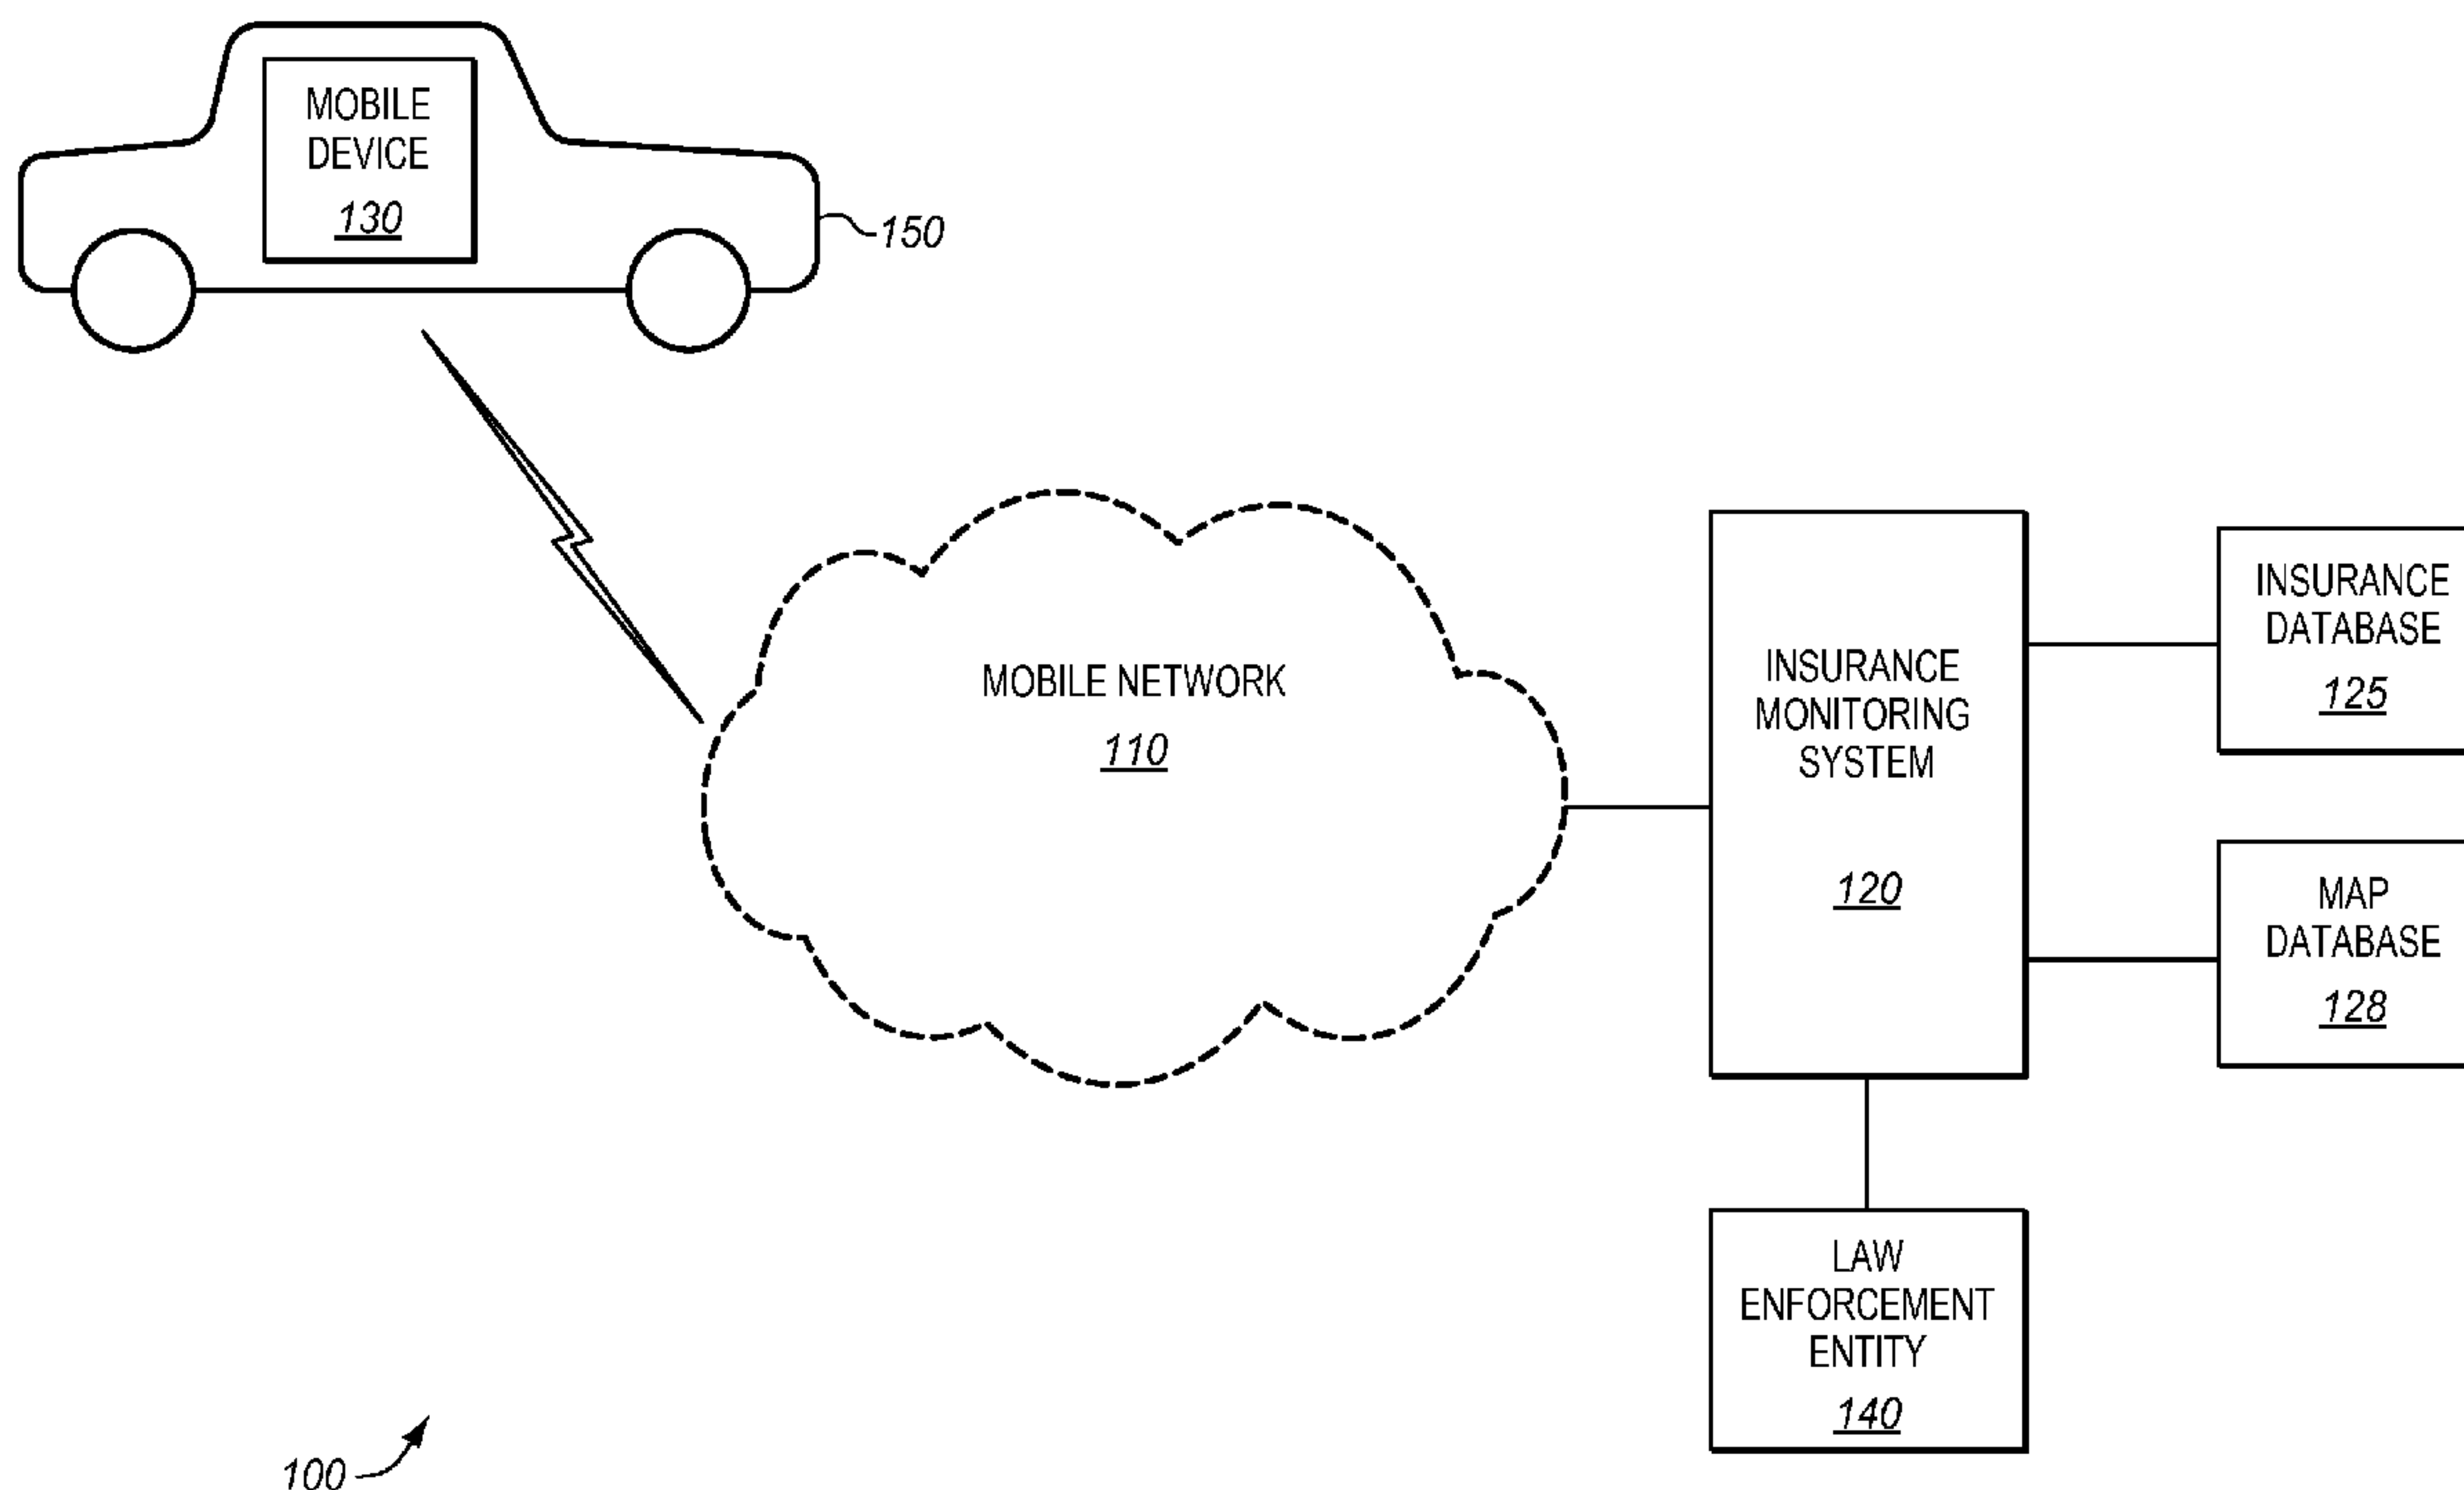 MOBILE
DEVICE
130
150
MOBILE NETWORK
110
INSURANCE
MONITORING
SYSTEM
120
INSURANCE
DATABASE
125
MAP
DATABASE
128
LAW
ENFORCEMENT
ENTITY
140
100